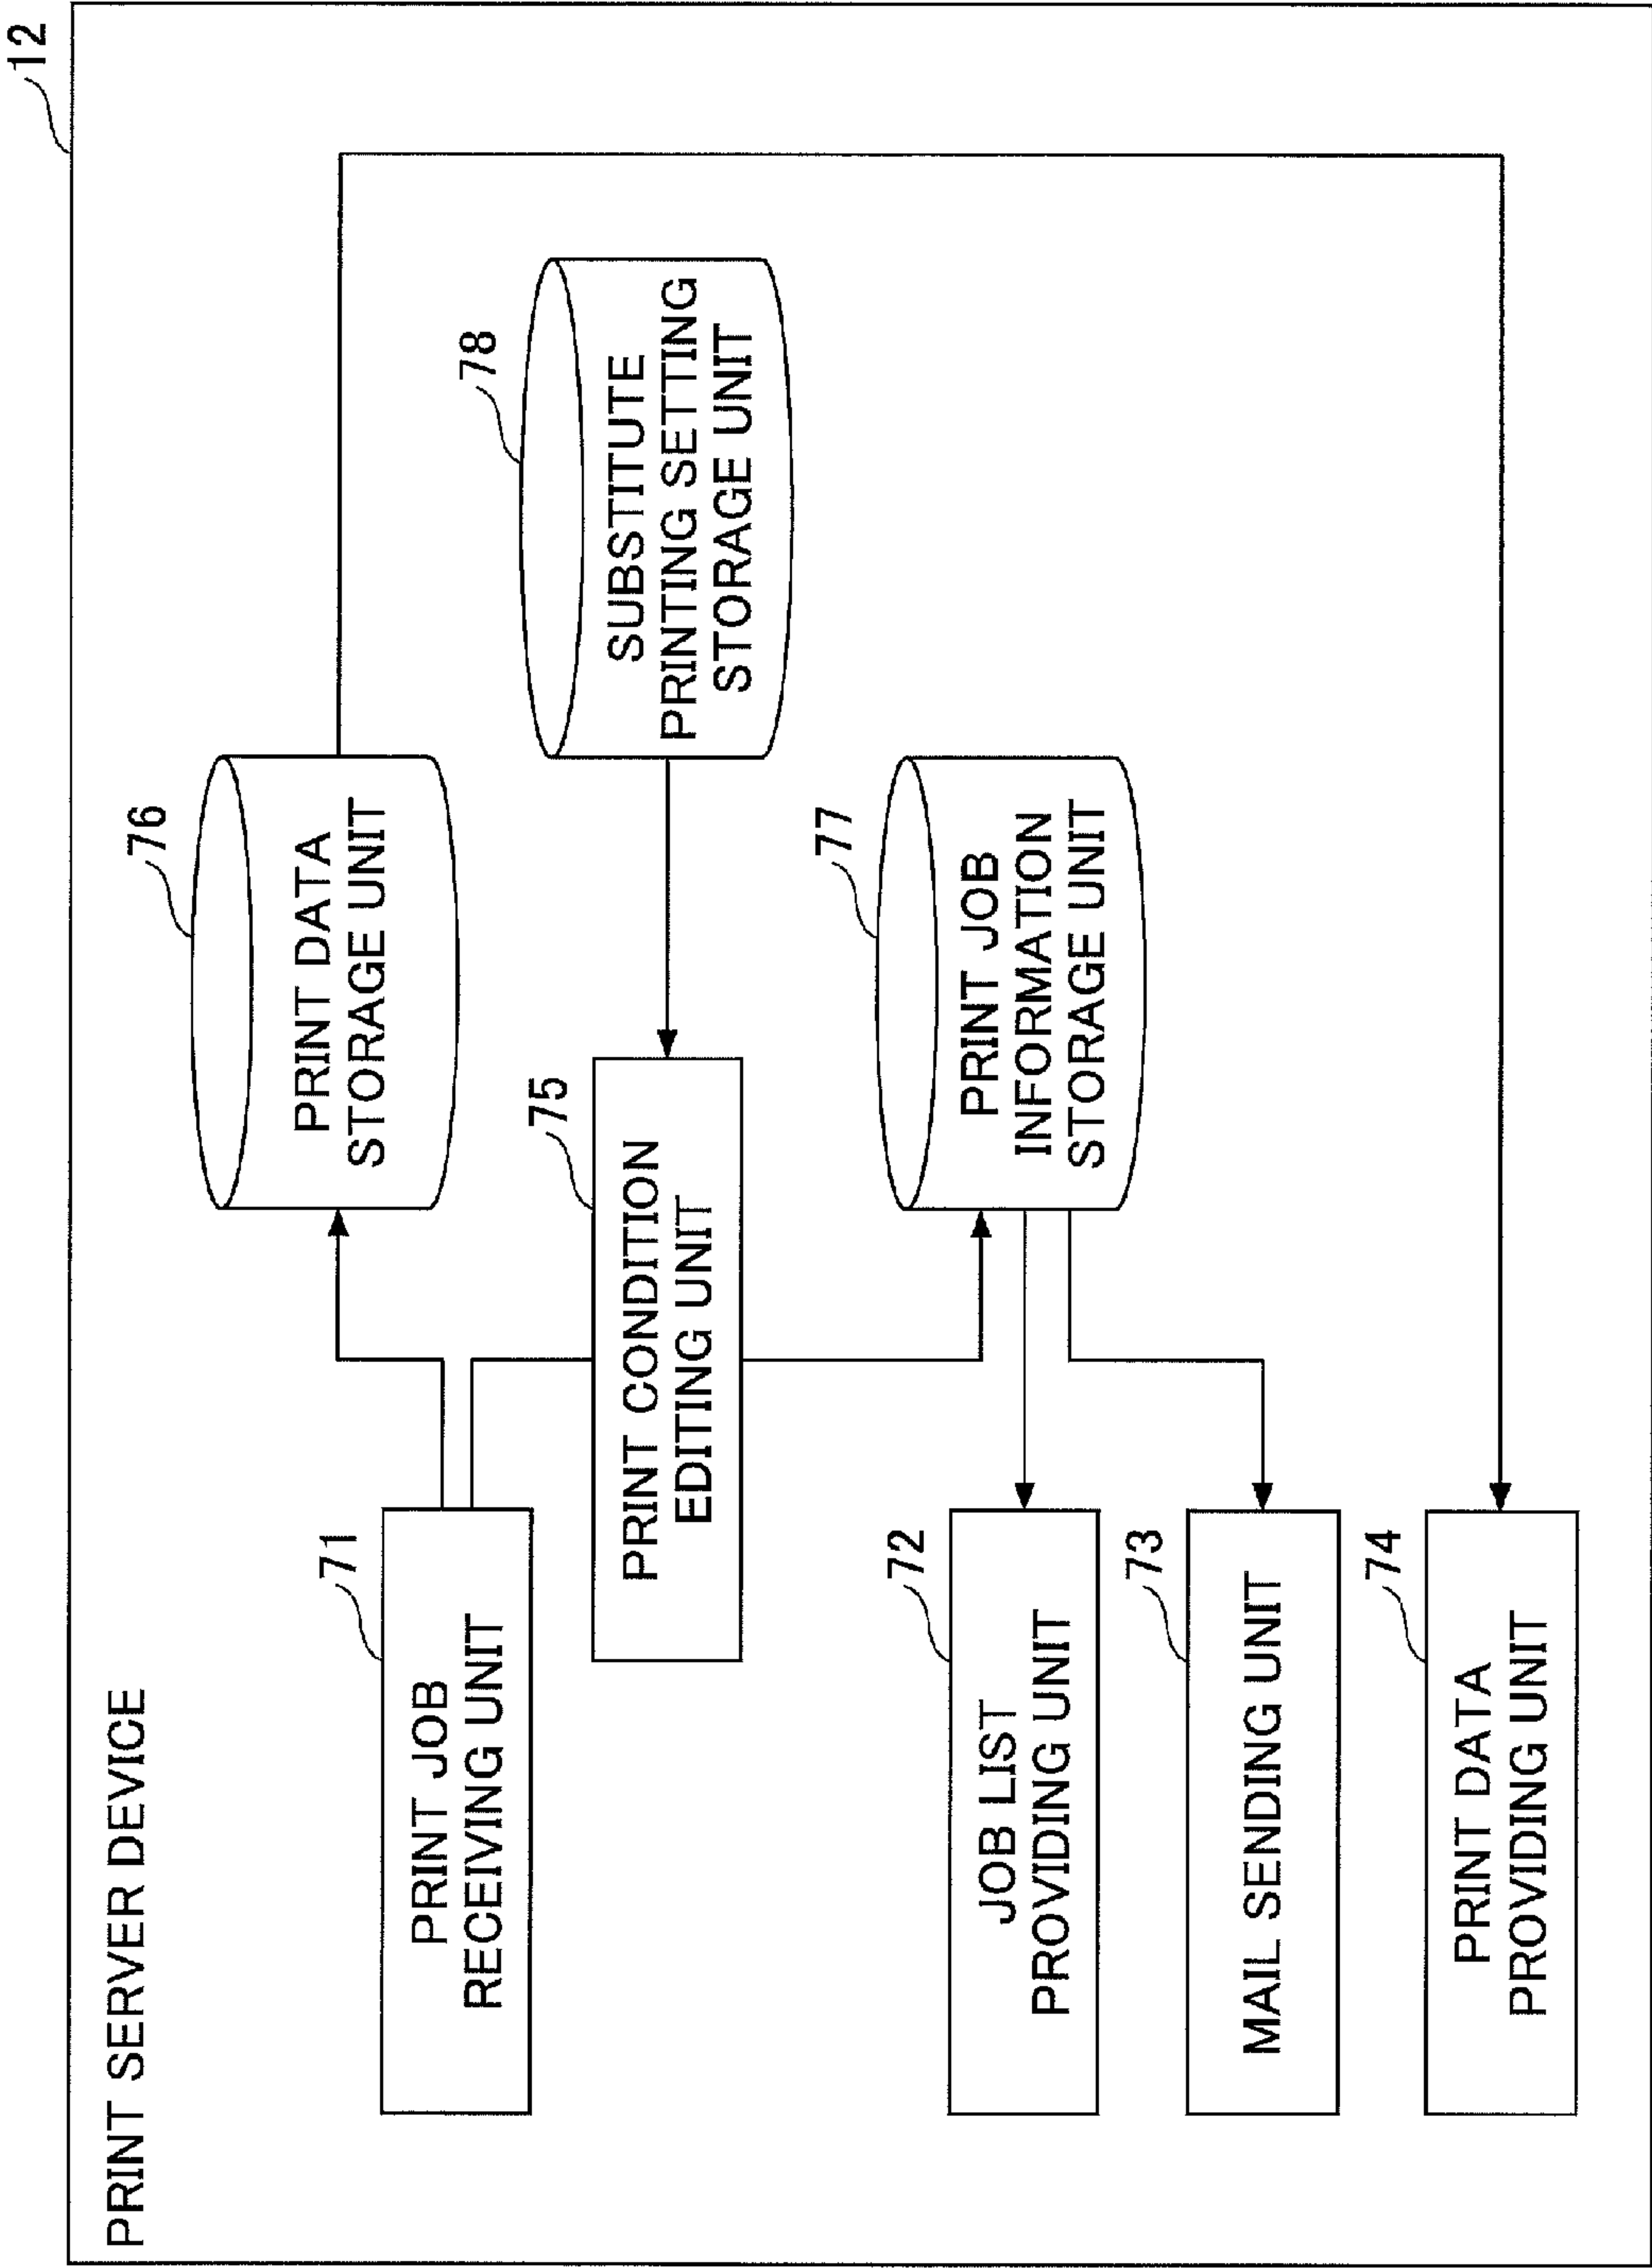 12
PRINT SERVER DEVICE
76
PRINT DATA
STORAGE UNIT
71
PRINT JOB
RECEIVING UNIT
78
SUBSTITUTE
PRINTING SETTING
STORAGE UNIT
75
PRINT CONDITION
EDITING UNIT
77
PRINT JOB
INFORMATION
STORAGE UNIT
72
JOB LIST
PROVIDING UNIT
73
MAIL SENDING UNIT
74
PRINT DATA
PROVIDING UNIT